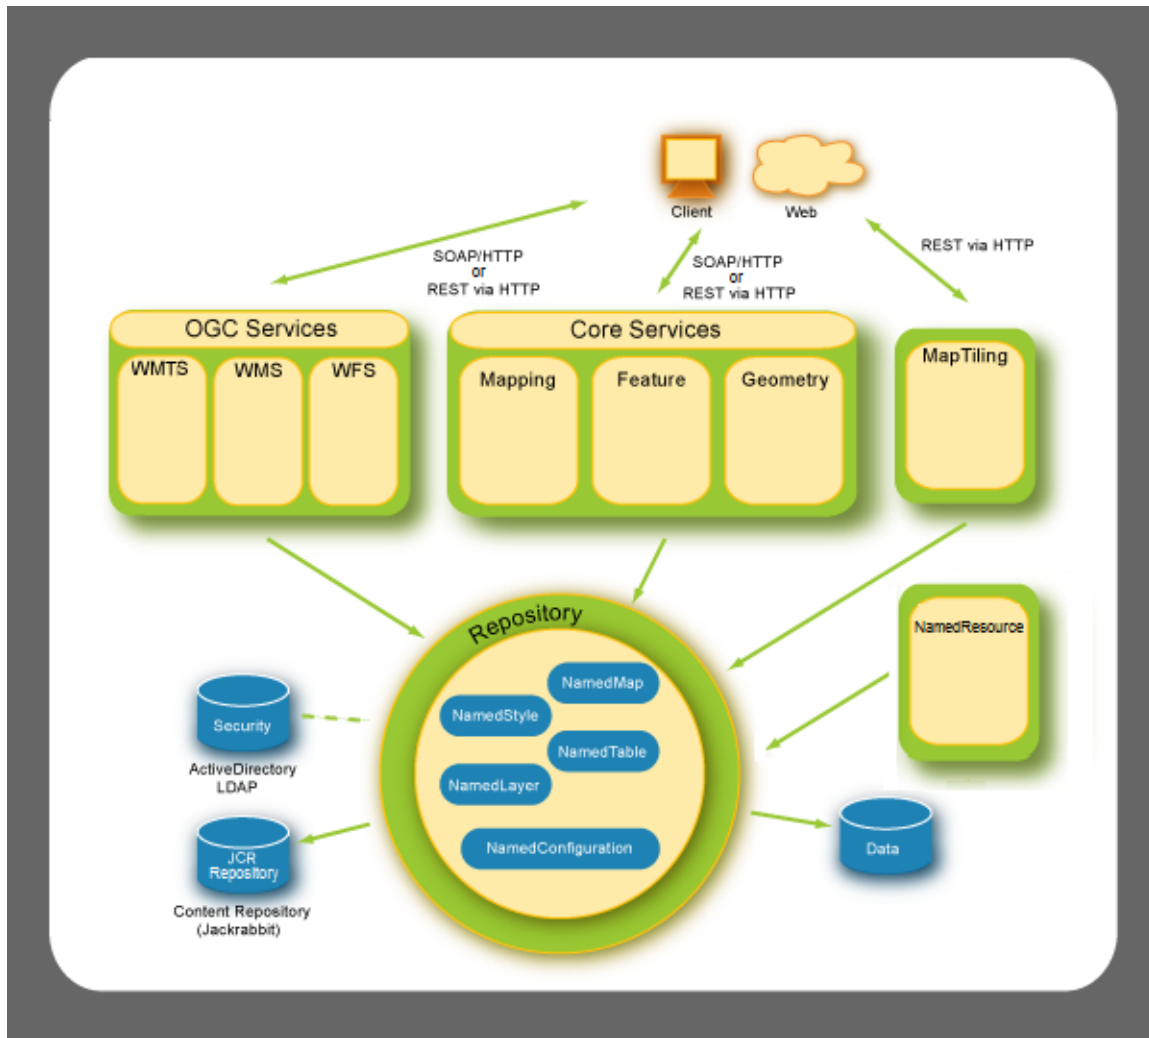 Client
Web
REST via HTTP
SOAP/HTTP
or
REST via HTTP
SOAP/HTTP
or
REST via HTTP
OGC Services
WMTS
WMS
WFS
Core Services
Mapping
Feature
Geometry
MapTiling
Repository
NamedMap
NamedStyle
NamedTable
NamedLayer
NamedConfiguration
NamedResource
Security
ActiveDirectory
LDAP
JCR
Repository
Content Repository
(Jackrabbit)
Data